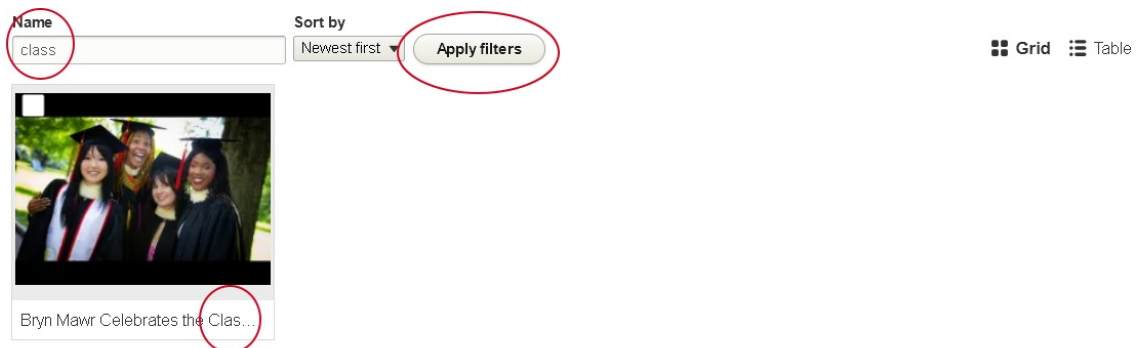 Name Sort by
class Newest first Apply filters Grid Table
Bryn Mawr Celebrates the Clas...